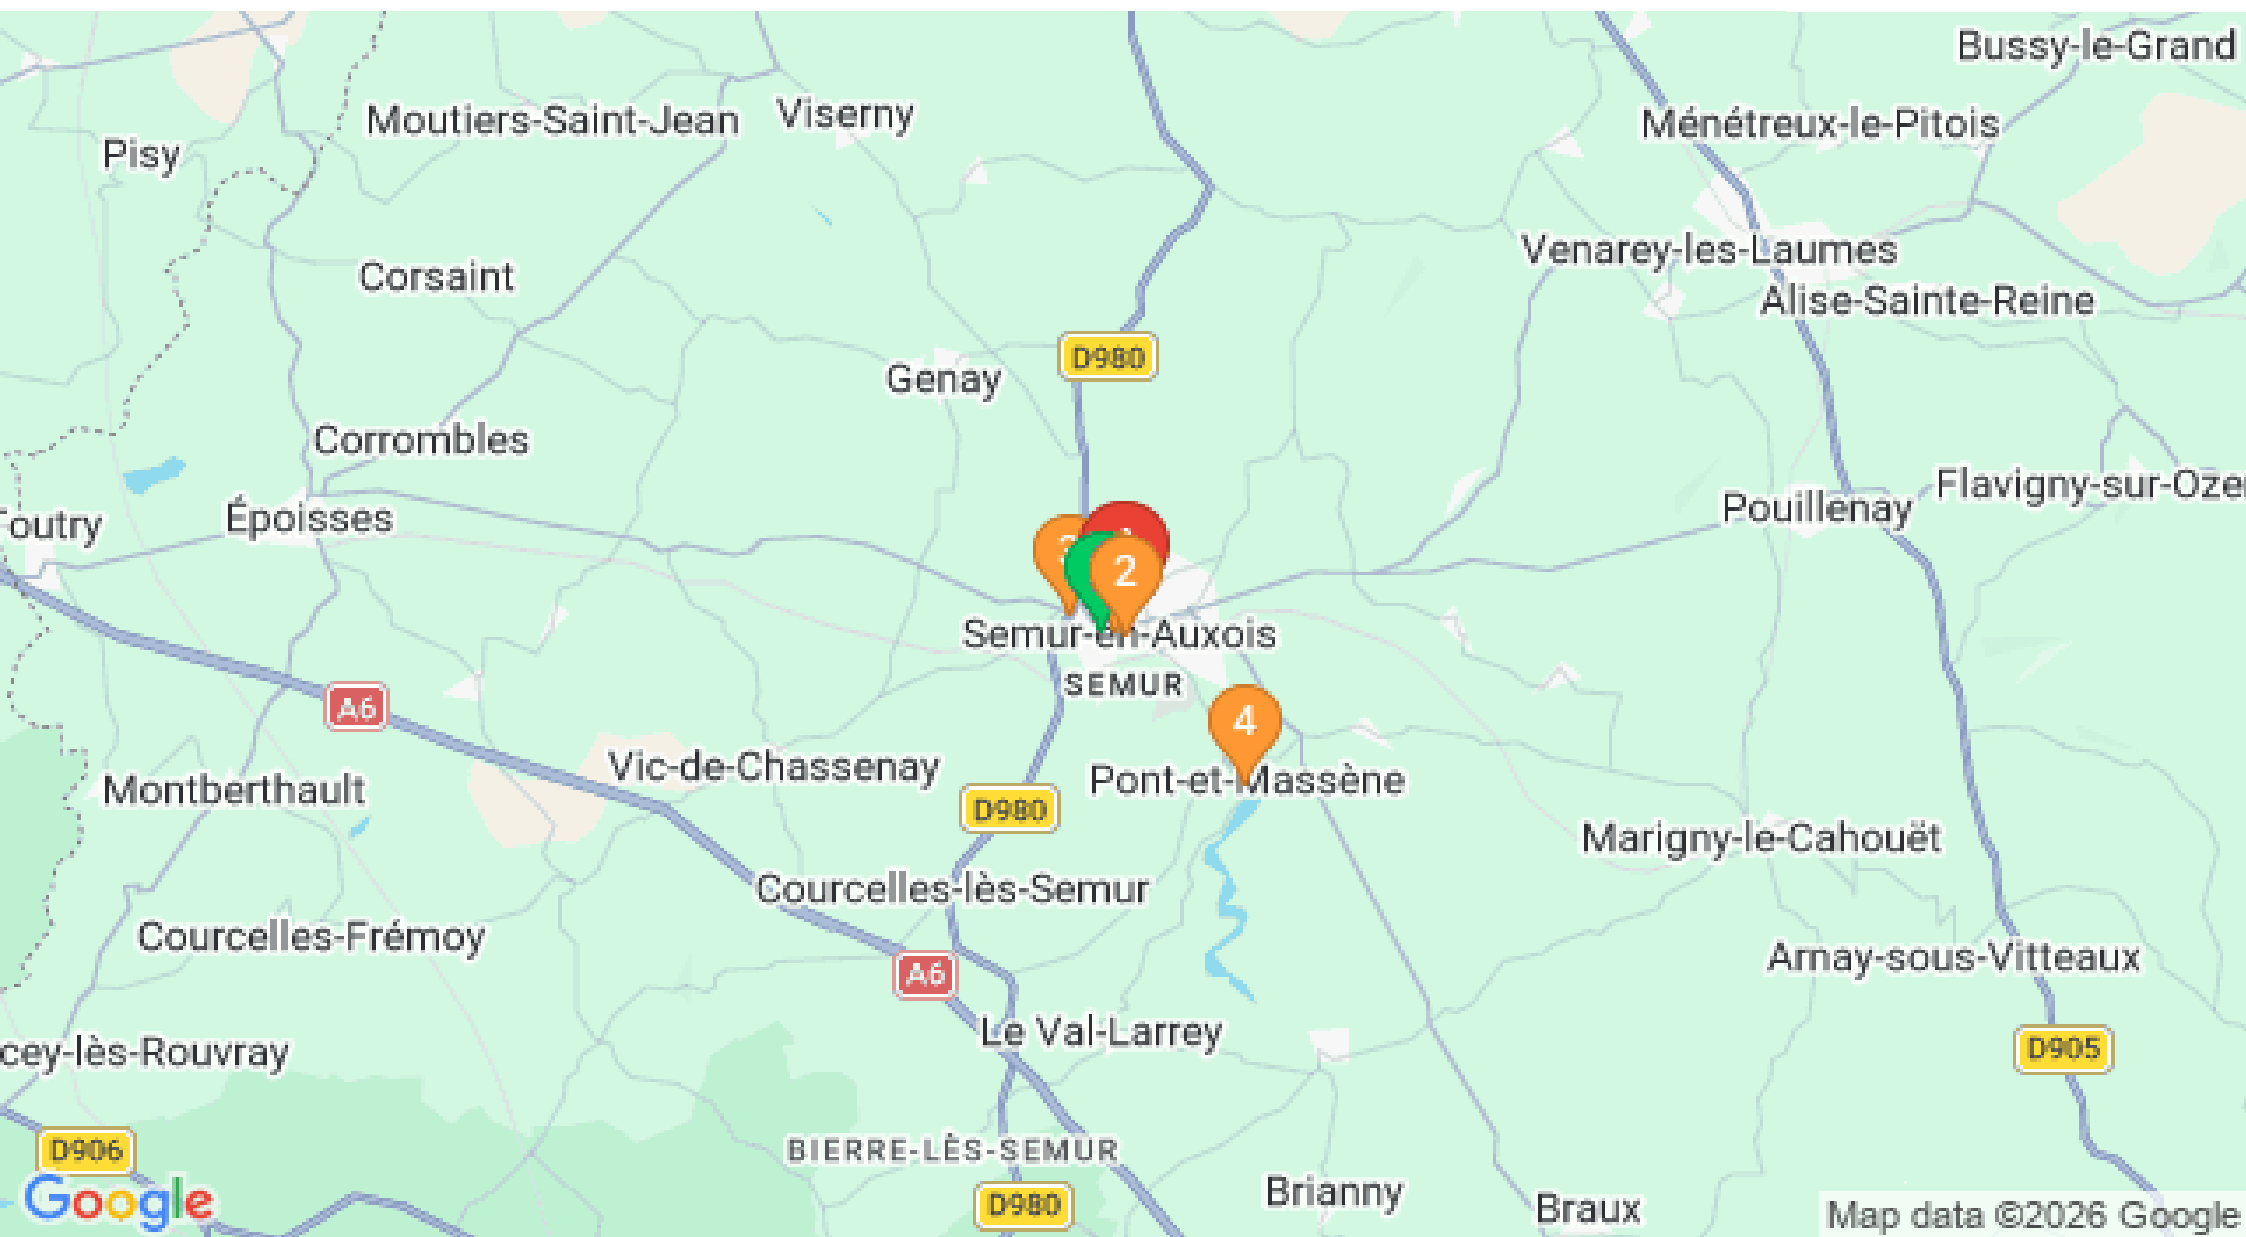 Bussy-le-Grand
Moutiers-Saint-Jean
Viserny
Ménétreux-le-Pitois
Pisy
Venarey-les-Laumes
Corsaint
Alise-Sainte-Reine
D980
Genay
Corrombles
Flavigny-sur-Ozer
Pouillenay
Époisses
Toutry
3
2
Semur-en-Auxois
SEMUR
A6
4
Vic-de-Chassenay
Pont-et-Massène
Montberthault
D980
Marigny-le-Cahouët
Courcelles-lès-Semur
Courcelles-Frémoy
Arnay-sous-Vitteaux
A6
Le Val-Larrey
cey-lès-Rouvray
D905
D906
BIERRE-LÈS-SEMUR
Brianny
Google
D980
Braux
Map data ©2026 Google